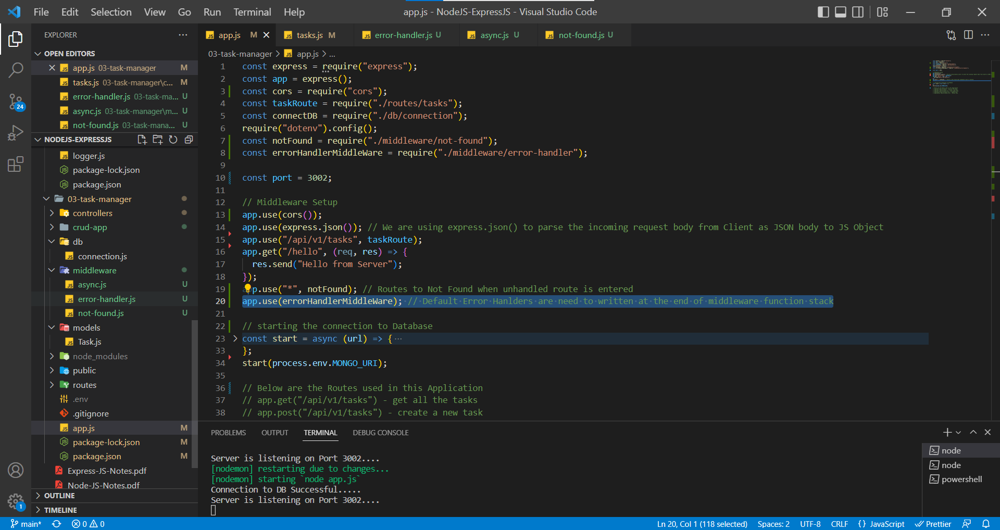 File Edit Selection View Go Run Terminal Help app.js - NodeJS-ExpressJS - Visual Studio Code
EXPLORER
OPEN EDITORS
app.js 03-task-manager M
tasks.js 03-task-manager\c... M
error-handler.js 03-task-ma... U
async.js 03-task-manager\m... U
not-found.js 03-task-mana... U
NODEJS-EXPRESSJS
logger.js
package-lock.json
package.json
03-task-manager
controllers
crud-app
db
connection.js
middleware
async.js U
error-handler.js U
not-found.js U
models
Task.js
node_modules
public
routes
.env
.gitignore
app.js M
package-lock.json M
package.json M
Express-JS-Notes.pdf
Node-JS-Notes.pdf
OUTLINE
TIMELINE
24
1
app.js M tasks.js M error-handler.js U async.js U not-found.js U
03-task-manager > app.js > ...
1 const express = require("express");
2 const app = express();
3 const cors = require("cors");
4 const taskRoute = require("./routes/tasks");
5 const connectDB = require("./db/connection");
6 require("dotenv").config();
7 const notFound = require("./middleware/not-found");
8 const errorHandlerMiddleWare = require("./middleware/error-handler");
9
10 const port = 3002;
11
12 // Middleware Setup
13 app.use(cors());
14 app.use(express.json()); // We are using express.json() to parse the incoming request body from Client as JSON body to JS Object
15 app.use("/api/v1/tasks", taskRoute);
16 app.get("/hello", (req, res) => {
17 res.send("Hello from Server");
18 });
19 app.use("*", notFound); // Routes to Not Found when unhandled route is entered
20 app.use(errorHandlerMiddleWare); // Default Error Hanlders are need to written at the end of middleware function stack
21
22 // starting the connection to Database
23 const start = async (url) => { ...
33 };
34 start(process.env.MONGO_URI);
35
36 // Below are the Routes used in this Application
37 // app.get("/api/v1/tasks") - get all the tasks
38 // app.post("/api/v1/tasks") - create a new task
PROBLEMS OUTPUT TERMINAL DEBUG CONSOLE
Server is listening on Port 3002....
[nodemon] restarting due to changes...
[nodemon] starting `node app.js`
Connection to DB Successful.....
Server is listening on Port 3002....
node
node
powershell
main* 0 0 Ln 20, Col 1 (118 selected) Spaces: 2 UTF-8 CRLF {} JavaScript Prettier